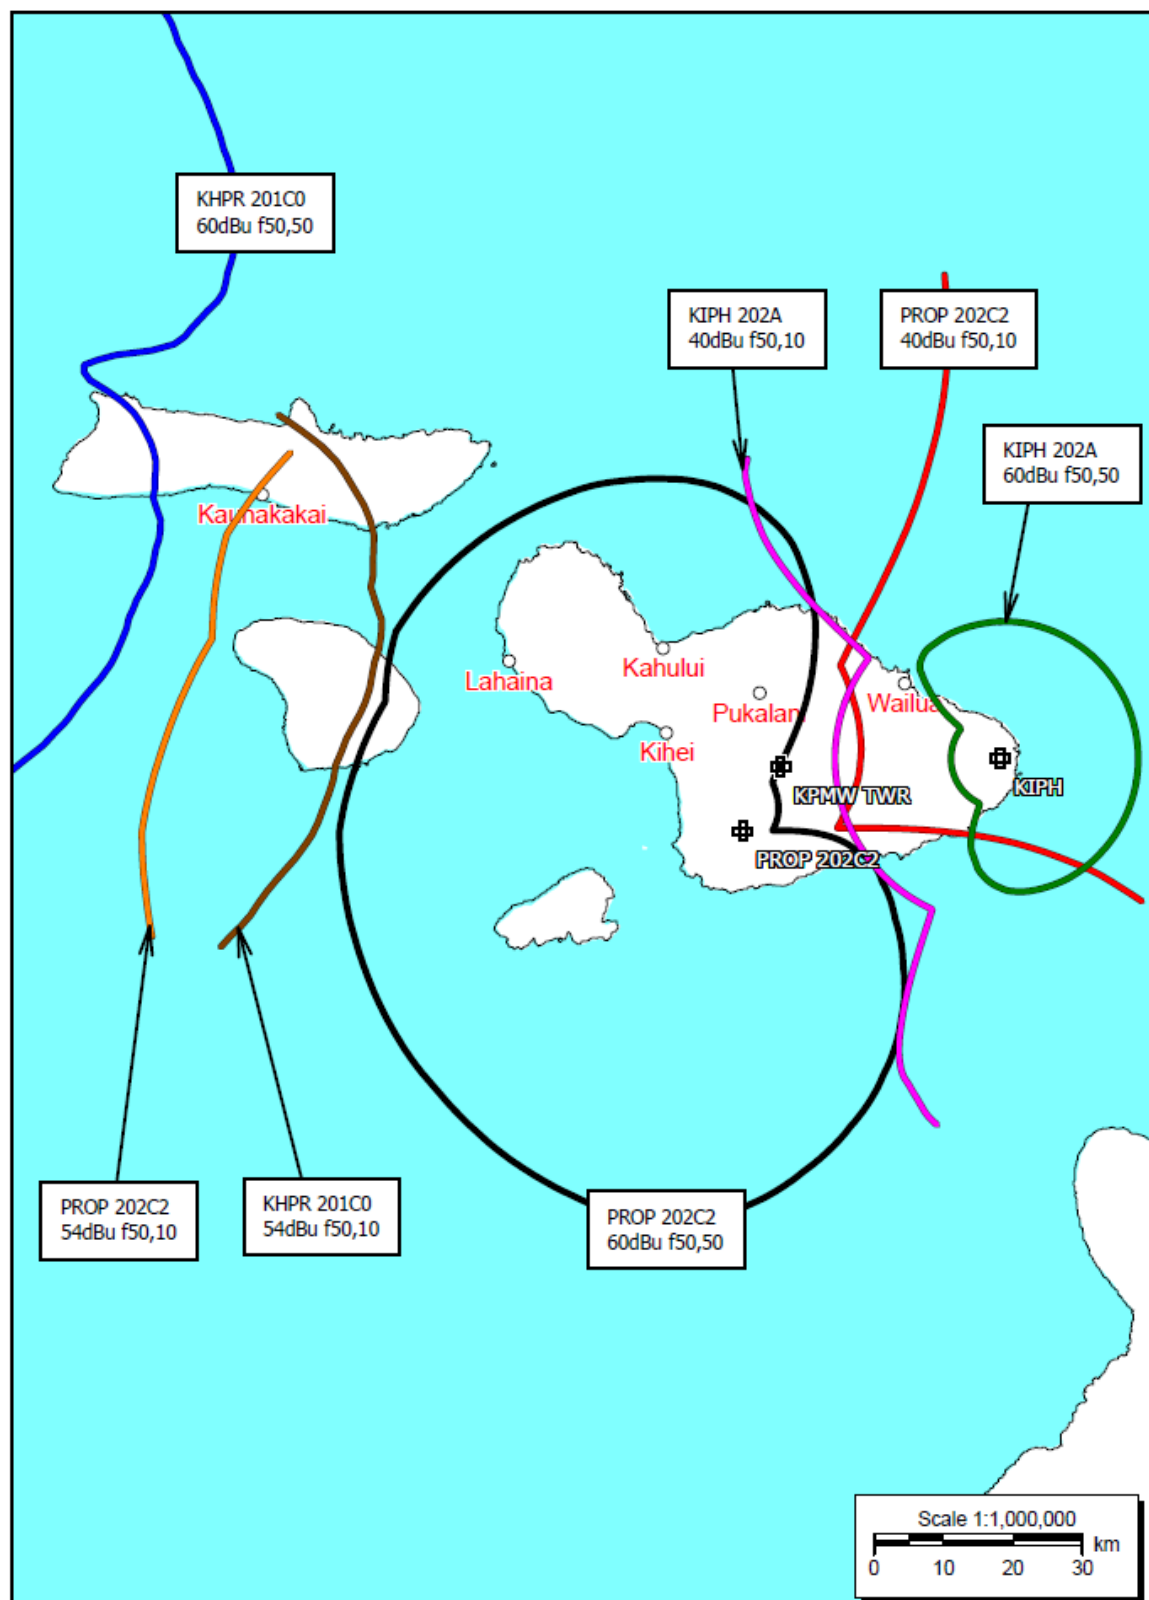 KHPR 201C0
60dBu f50,50
KIPH 202A
40dBu f50,10
PROP 202C2
40dBu f50,10
KIPH 202A
60dBu f50,50
Kaunakakai
Lahaina
Kahului
Pukalani
Wailua
Kihei
KPMW TWR
KIPH
PROP 202C2
PROP 202C2
54dBu f50,10
KHPR 201C0
54dBu f50,10
PROP 202C2
60dBu f50,50
Scale 1:1,000,000
km
0 10 20 30